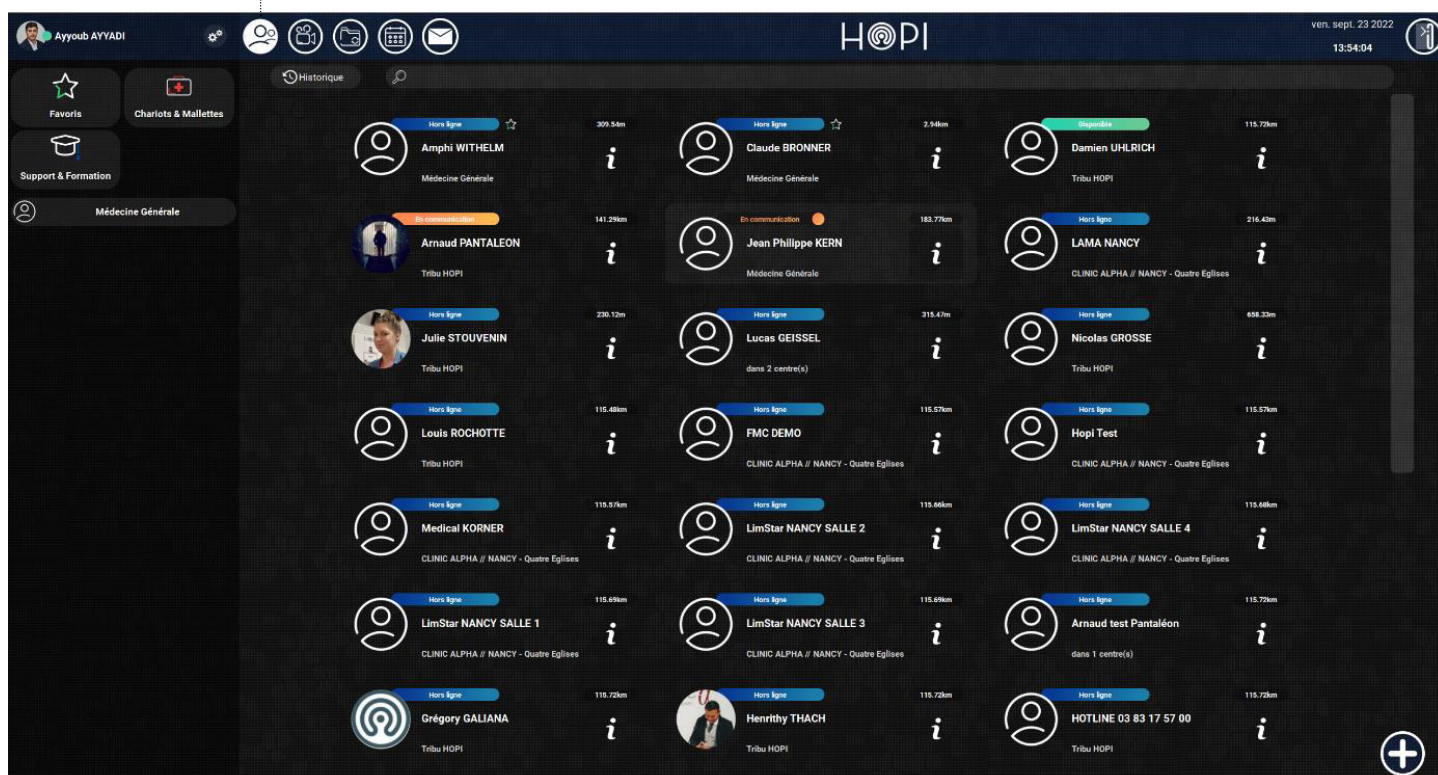 Ayyoub AYYADI
HOPI
ven. sept. 23 2022
13:54:04
Favoris
Chariots & Mallettes
Support & Formation
Médecine Générale
Historique
Hors ligne
309.54m
Amphi WITHELM
Médecine Générale
Hors ligne
2.94km
Claude BRONNER
Médecine Générale
Disponible
115.72km
Damien UHLRICH
Tribu HOPI
En communication
141.29km
Arnaud PANTALEON
Tribu HOPI
En communication
183.77km
Jean Philippe KERN
Médecine Générale
Hors ligne
216.43m
LAMA NANCY
CLINIC ALPHA // NANCY - Quatre Eglises
Hors ligne
230.12m
Julie STOUVENIN
Tribu HOPI
Hors ligne
315.47m
Lucas GEISSEL
dans 2 centre(s)
Hors ligne
658.33m
Nicolas GROSSE
Tribu HOPI
Hors ligne
115.48km
Louis ROCHOTTE
Tribu HOPI
Hors ligne
115.57km
FMC DEMO
CLINIC ALPHA // NANCY - Quatre Eglises
Hors ligne
115.57km
Hopi Test
CLINIC ALPHA // NANCY - Quatre Eglises
Hors ligne
115.57km
Medical KORNER
CLINIC ALPHA // NANCY - Quatre Eglises
Hors ligne
115.66km
LimStar NANCY SALLE 2
CLINIC ALPHA // NANCY - Quatre Eglises
Hors ligne
115.68km
LimStar NANCY SALLE 4
CLINIC ALPHA // NANCY - Quatre Eglises
Hors ligne
115.69km
LimStar NANCY SALLE 1
CLINIC ALPHA // NANCY - Quatre Eglises
Hors ligne
115.69km
LimStar NANCY SALLE 3
CLINIC ALPHA // NANCY - Quatre Eglises
Hors ligne
115.72km
Arnaud test Pantaléon
dans 1 centre(s)
Hors ligne
115.72km
Grégory GALIANA
Tribu HOPI
Hors ligne
115.72km
Henrithy THACH
Tribu HOPI
Hors ligne
115.72km
HOTLINE 03 83 17 57 00
Tribu HOPI